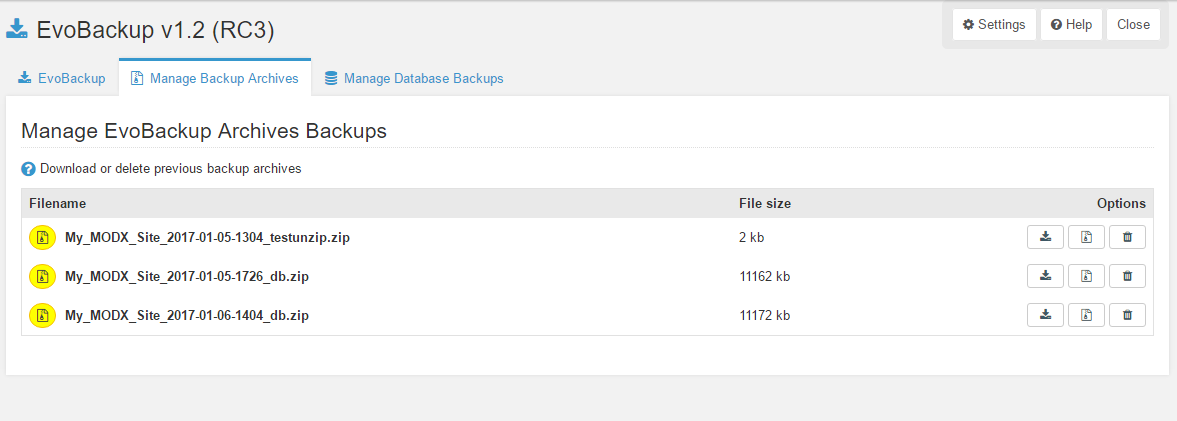 EvoBackup v1.2 (RC3)
Settings Help Close
EvoBackup Manage Backup Archives Manage Database Backups
Manage EvoBackup Archives Backups
Download or delete previous backup archives
Filename File size Options
My_MODX_Site_2017-01-05-1304_testunzip.zip 2 kb
My_MODX_Site_2017-01-05-1726_db.zip 11162 kb
My_MODX_Site_2017-01-06-1404_db.zip 11172 kb